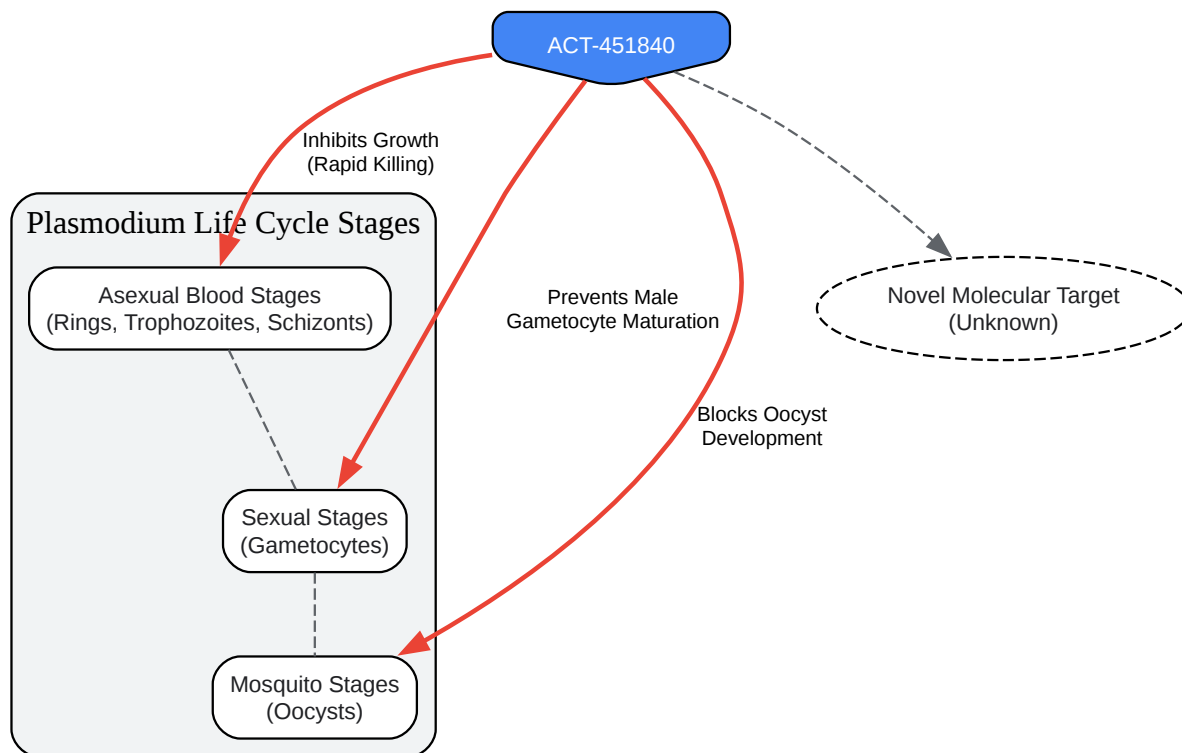 ACT-451840
Inhibits Growth
(Rapid Killing)
Plasmodium Life Cycle Stages
Asexual Blood Stages
(Rings, Trophozoites, Schizonts)
Novel Molecular Target
(Unknown)
Prevents Male
Gametocyte Maturation
Blocks Oocyst
Development
Sexual Stages
(Gametocytes)
Mosquito Stages
(Oocysts)